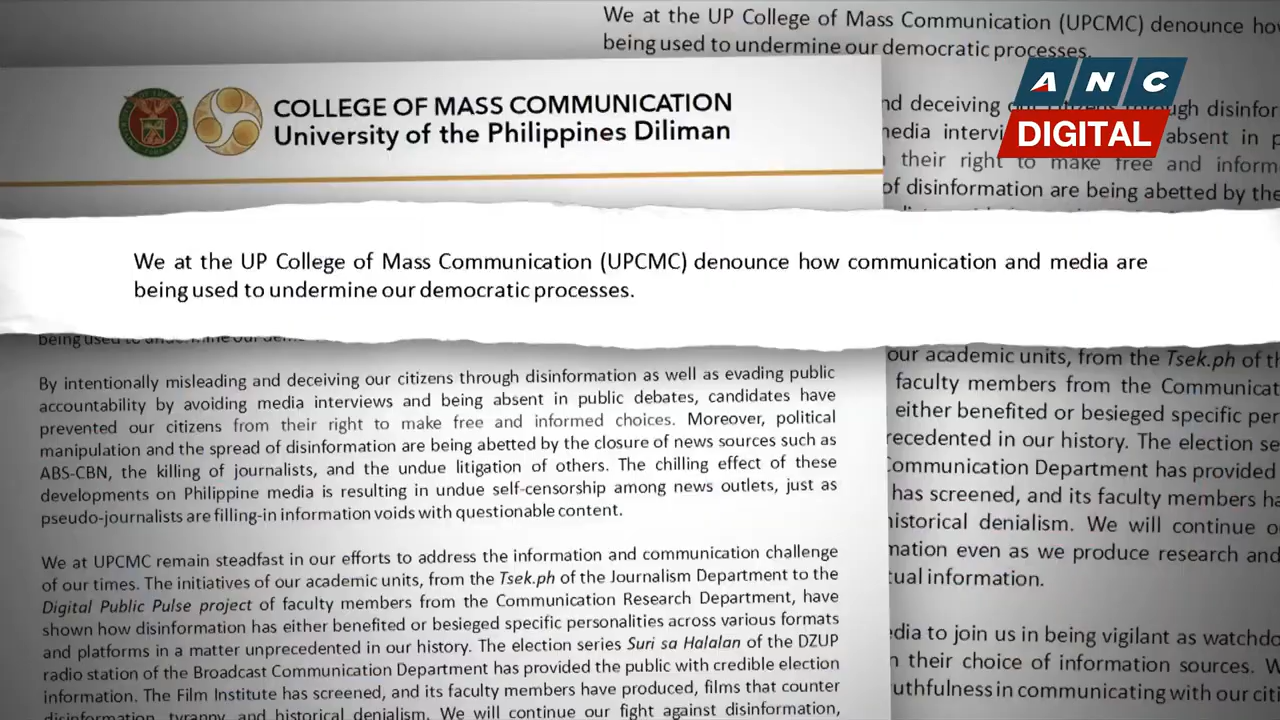 We at the UP College of Mass Communication (UPCMC) denounce how
being used to undermine our democratic processes.
ANC
DIGITAL
COLLEGE OF MASS COMMUNICATION
University of the Philippines Diliman
and deceiving our citizens through disinfor
media intervi absent in p
their right to make free and inform
of disinformation are being abetted by the
We at the UP College of Mass Communication (UPCMC) denounce how communication and media are
being used to undermine our democratic processes.
being used to undermine our dem
By intentionally misleading and deceiving our citizens through disinformation as well as evading public
accountability by avoiding media interviews and being absent in public debates, candidates have
prevented our citizens from their right to make free and informed choices. Moreover, political
manipulation and the spread of disinformation are being abetted by the closure of news sources such as
ABS-CBN, the killing of journalists, and the undue litigation of others. The chilling effect of these
developments on Philippine media is resulting in undue self-censorship among news outlets, just as
pseudo-journalists are filling-in information voids with questionable content.
We at UPCMC remain steadfast in our efforts to address the information and communication challenge
of our times. The initiatives of our academic units, from the Tsek.ph of the Journalism Department to the
Digital Public Pulse project of faculty members from the Communication Research Department, have
shown how disinformation has either benefited or besieged specific personalities across various formats
and platforms in a matter unprecedented in our history. The election series Suri sa Halalan of the DZUP
radio station of the Broadcast Communication Department has provided the public with credible election
information. The Film Institute has screened, and its faculty members have produced, films that counter
disinformation, tyranny, and historical denialism. We will continue our fight against disinformation,
our academic units, from the Tsek.ph of th
faculty members from the Communicat
either benefited or besieged specific per
recedented in our history. The election se
Communication Department has provided
has screened, and its faculty members ha
historical denialism. We will continue o
mation even as we produce research and
tual information.
edia to join us in being vigilant as watchdo
n their choice of information sources. W
uthfulness in communicating with our citi